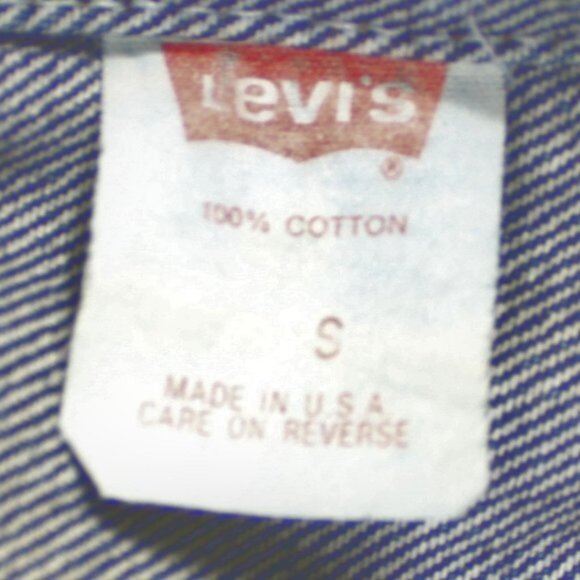 Levi's ®
100% COTTON
S
MADE IN U.S.A.
CARE ON REVERSE